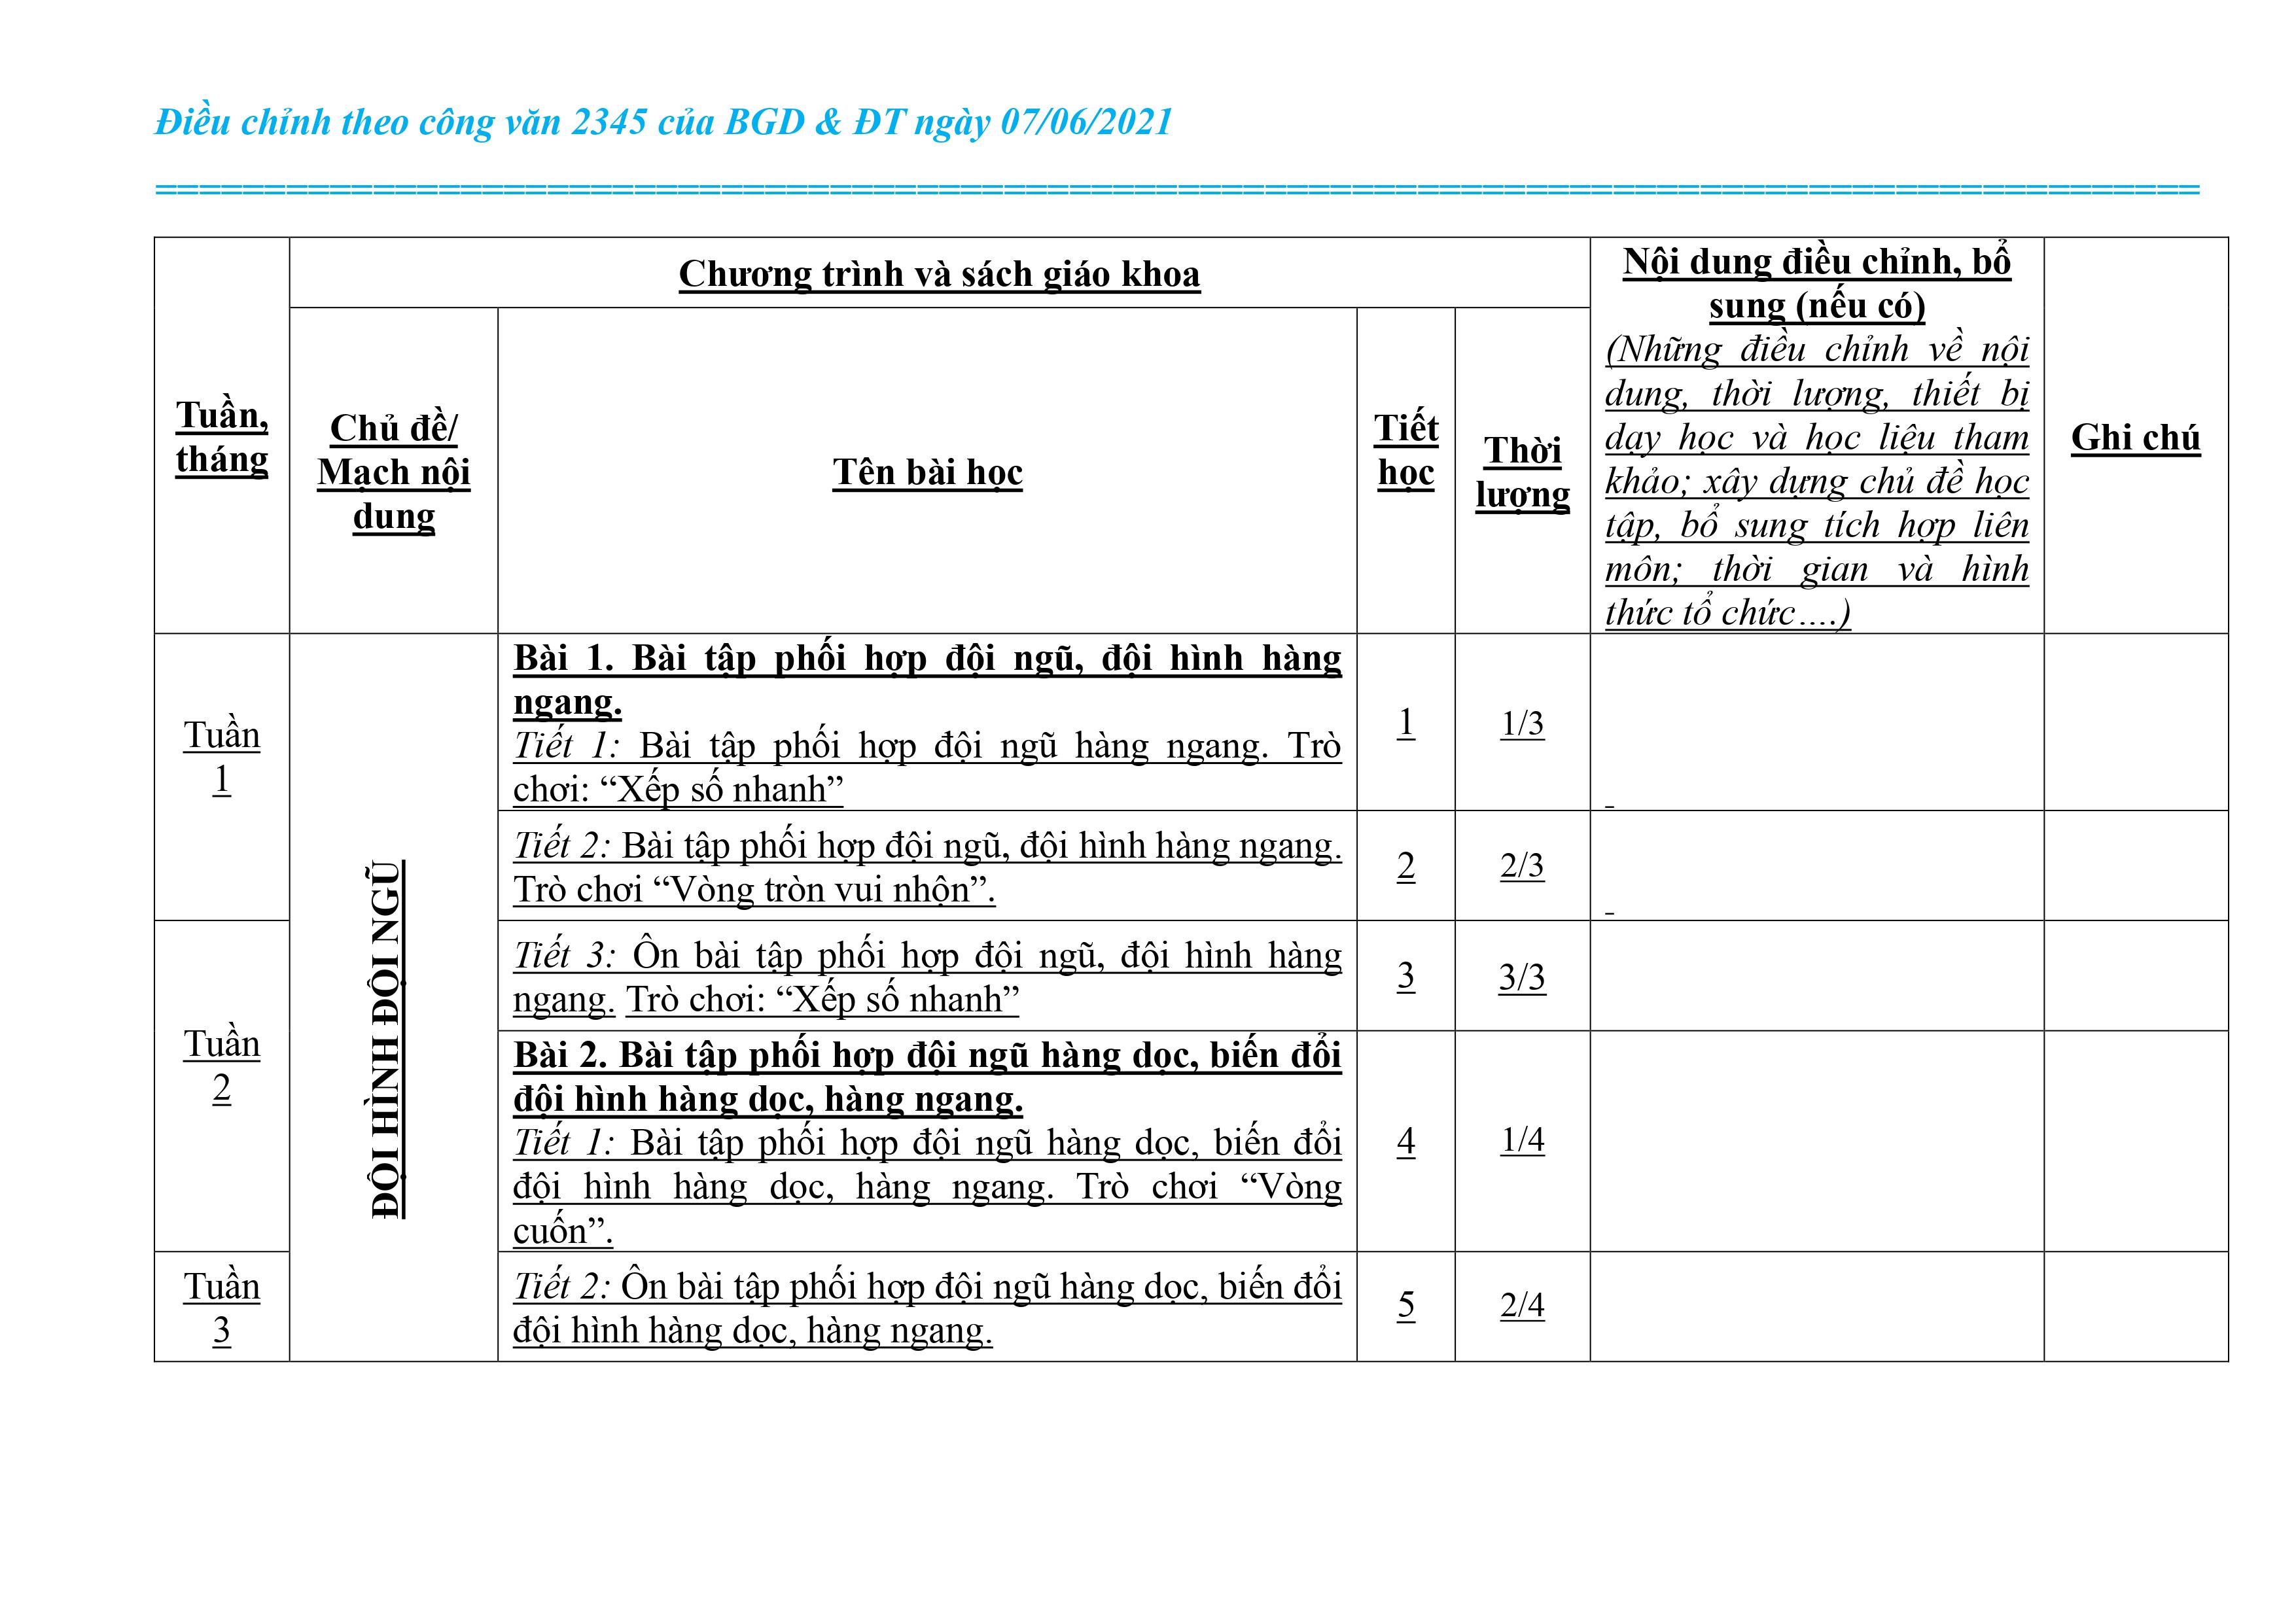 Điều chỉnh theo công văn 2345 của BGD & ĐT ngày 07/06/2021
==============================================================================================
Tuần,
tháng
Chương trình và sách giáo khoa
Nội dung điều chỉnh, bổ
sung (nếu có)
(Những điều chỉnh về nội
dung, thời lượng, thiết bị
dạy học và học liệu tham
khảo; xây dựng chủ đề học
tập, bổ sung tích hợp liên
môn; thời gian và hình
thức tổ chức….)
Ghi chú
Chủ đề/
Mạch nội
dung
Tên bài học
Tiết
học
Thời
lượng
Tuần
1
ĐỘI HÌNH ĐỘI NGŨ
Bài 1. Bài tập phối hợp đội ngũ, đội hình hàng
ngang.
Tiết 1: Bài tập phối hợp đội ngũ hàng ngang. Trò
chơi: “Xếp số nhanh”
1
1/3
Tiết 2: Bài tập phối hợp đội ngũ, đội hình hàng ngang.
Trò chơi “Vòng tròn vui nhộn”.
2
2/3
Tuần
2
Tiết 3: Ôn bài tập phối hợp đội ngũ, đội hình hàng
ngang. Trò chơi: “Xếp số nhanh”
3
3/3
Bài 2. Bài tập phối hợp đội ngũ hàng dọc, biến đổi
đội hình hàng dọc, hàng ngang.
Tiết 1: Bài tập phối hợp đội ngũ hàng dọc, biến đổi
đội hình hàng dọc, hàng ngang. Trò chơi “Vòng
cuốn”.
4
1/4
Tuần
3
Tiết 2: Ôn bài tập phối hợp đội ngũ hàng dọc, biến đổi
đội hình hàng dọc, hàng ngang.
5
2/4